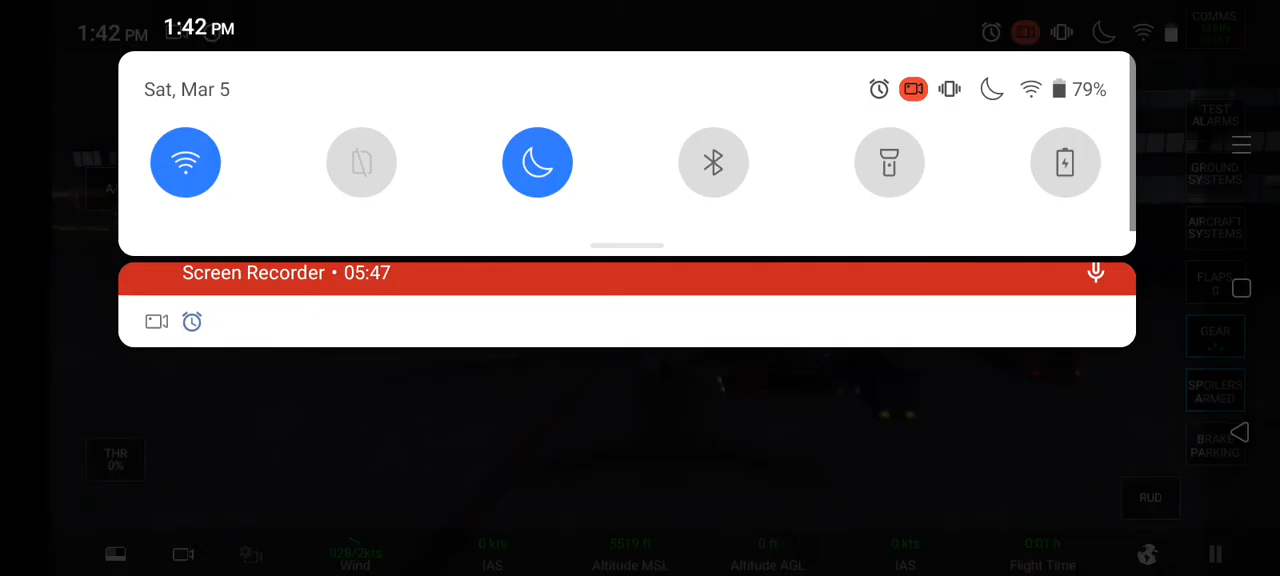 1:42 PM
1:42 PM
COMMS.
MAIN
Sat, Mar 5
79%
TEST
ALARMS
GROUND
SYSTEMS
A/
AIRCRAFT
SYSTEMS
Screen Recorder • 05:47
FLAPS
0
GEAR
SPOILERS
ARMED
BRAKE
PARKING
THR
0%
RUD
028/2kts
Wind
0 kts
IAS
5519 ft
Altitude MSL
0 ft
Altitude AGL
0 kts
IAS
0:01 h
Flight Time